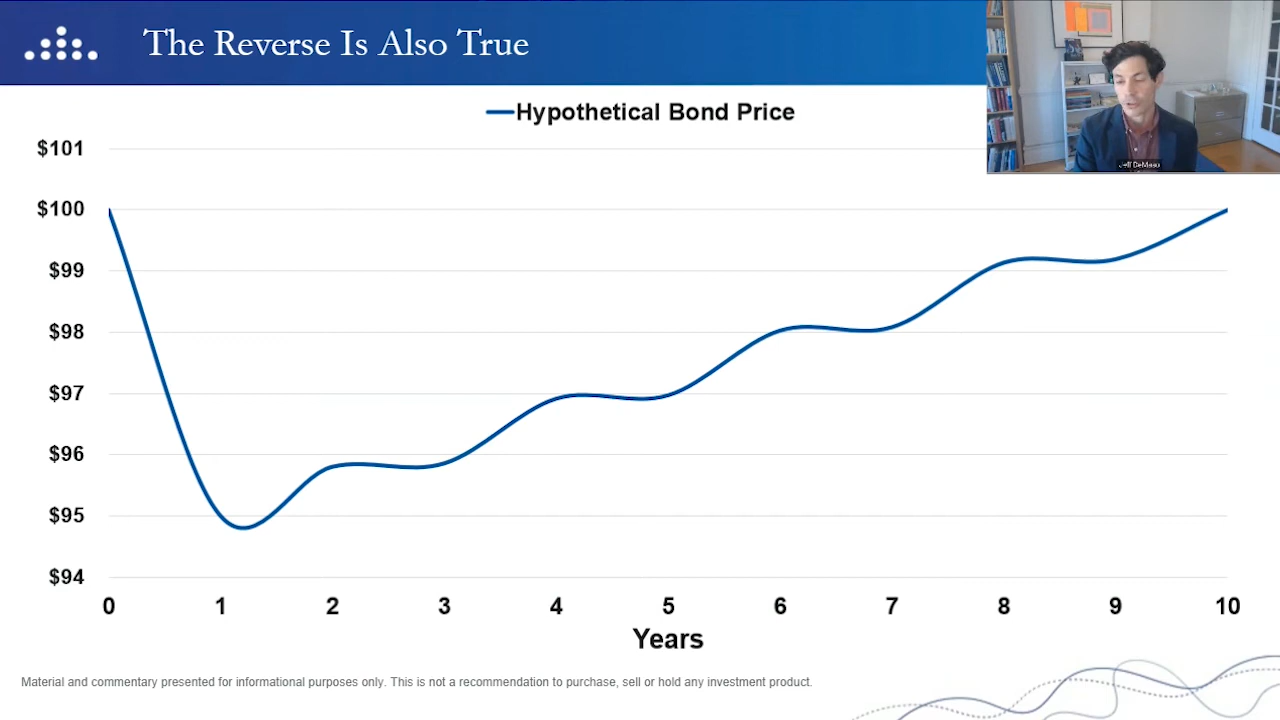 The Reverse Is Also True
Hypothetical Bond Price
Jeff DeMaso
$101
$100
$99
$98
$97
$96
$95
$94
0 1 2 3 4 5 6 7 8 9 10
Years
Material and commentary presented for informational purposes only. This is not a recommendation to purchase, sell or hold any investment product.